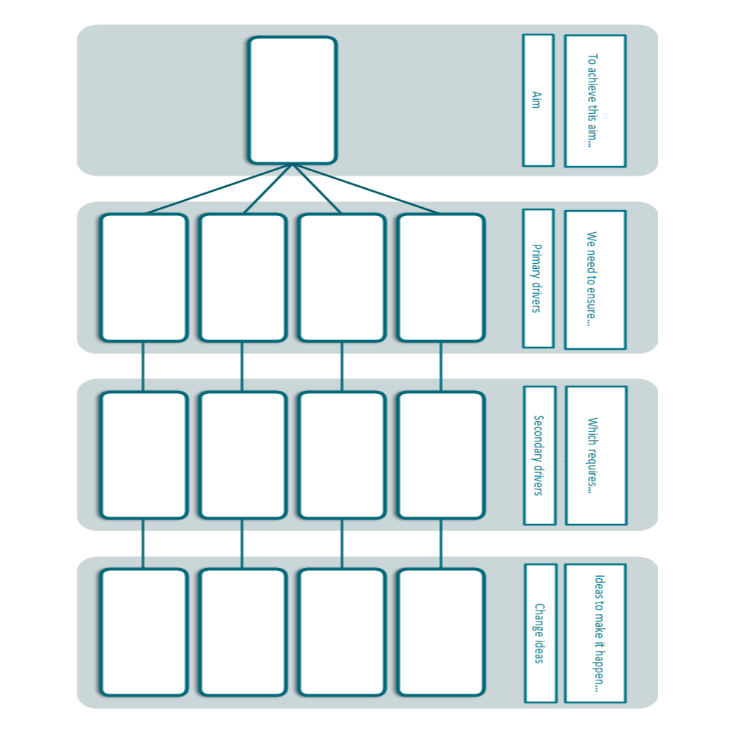 To achieve this aim...
Aim
We need to ensure...
Primary drivers
Which requires...
Secondary drivers
Ideas to make it happen...
Change ideas